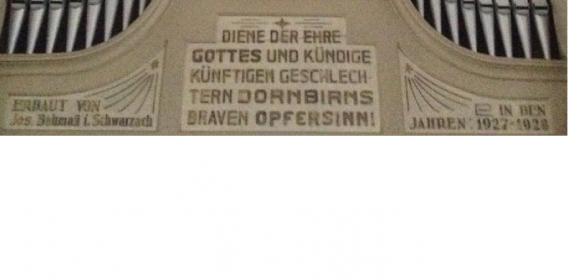 DIENE DER EHRE
GOTTES UND KÜNDIGE
KÜNFTIGEN GESCHLECH-
TERN DORNBIRNS
BRAVEN OPFERSINN!
ERBAUT VON
Jos. Behmaß i. Schwarzach
IN DEN
JAHREN: 1927-1928